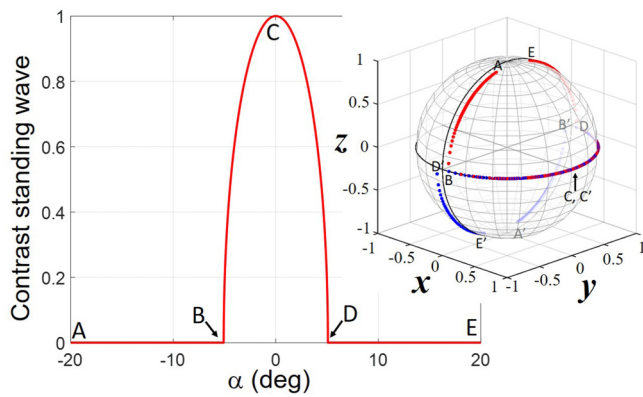 Contrast standing wave
1
0.8
0.6
0.4
0.2
0
-20
-10
0
10
20
α (deg)
A
B
C
D
E
z
1
0.5
0
-0.5
-1
-1
-0.5
0
0.5
1
x
-1
-0.5
0
0.5
1
y
A
E
B'
D
D'
B
C, C'
E'
A'